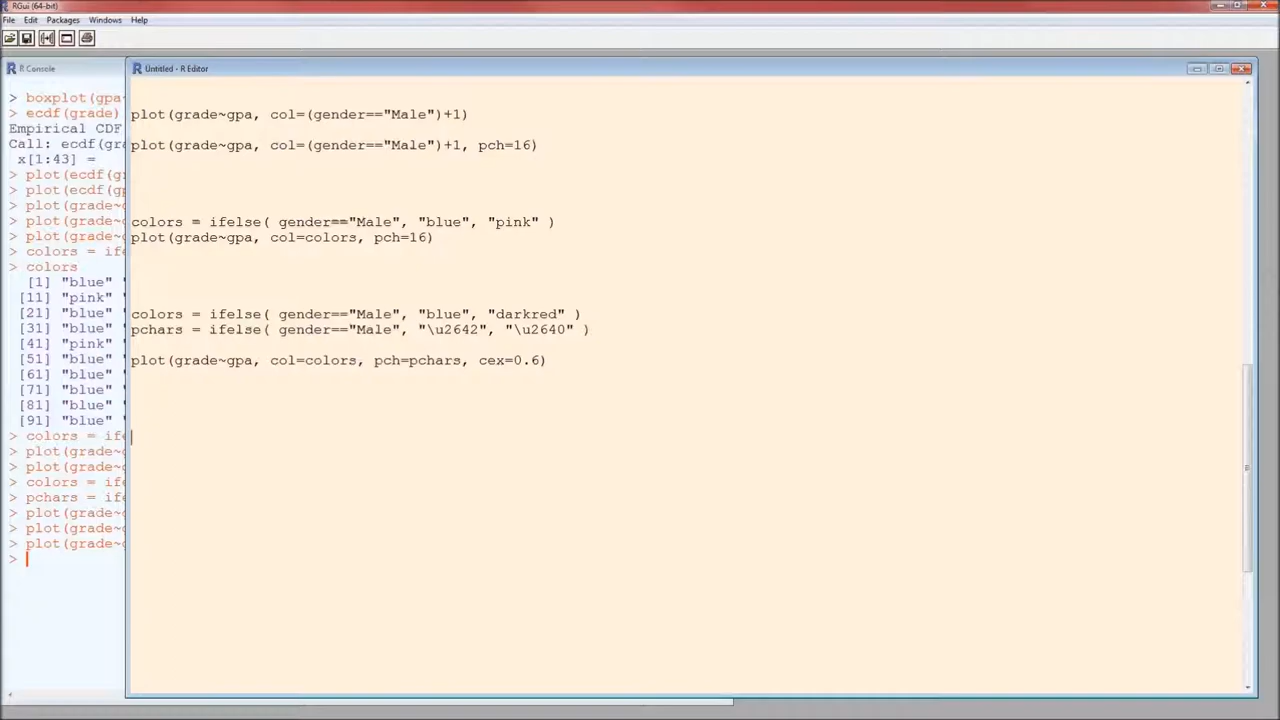 RGui (64-bit)
File Edit Packages Windows Help
R Console
> boxplot(gpa~
> ecdf(grade)
Empirical CDF
Call: ecdf(gra
x[1:43] =
> plot(ecdf(g
> plot(ecdf(gp
> plot(grade~
> plot(grade~
> plot(grade~
> colors = ife
> colors
[1] "blue" "
[11] "pink" "
[21] "blue" "
[31] "blue" "
[41] "pink" "
[51] "blue" "
[61] "blue" "
[71] "blue" "
[81] "blue" "
[91] "blue" "
> colors = ife
> plot(grade~
> plot(grade~
> colors = ife
> pchars = ife
> plot(grade~
> plot(grade~
> plot(grade~
>
Untitled - R Editor
plot(grade~gpa, col=(gender=="Male")+1)
plot(grade~gpa, col=(gender=="Male")+1, pch=16)
colors = ifelse( gender=="Male", "blue", "pink" )
plot(grade~gpa, col=colors, pch=16)
colors = ifelse( gender=="Male", "blue", "darkred" )
pchars = ifelse( gender=="Male", "\u2642", "\u2640" )
plot(grade~gpa, col=colors, pch=pchars, cex=0.6)